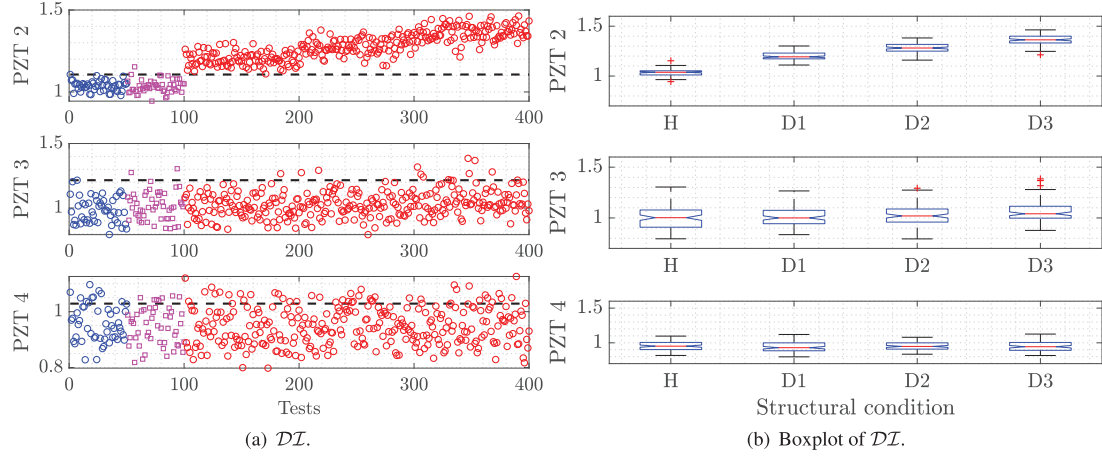 1.5
1
PZT 2
0 100 200 300 400
1.5
1
PZT 3
0 100 200 300 400
1
0.8
PZT 4
0 100 200 300 400
Tests
(a) DI.
1.5
1
PZT 2
H D1 D2 D3
1.5
1
PZT 3
H D1 D2 D3
1.5
1
PZT 4
H D1 D2 D3
Structural condition
(b) Boxplot of DI.